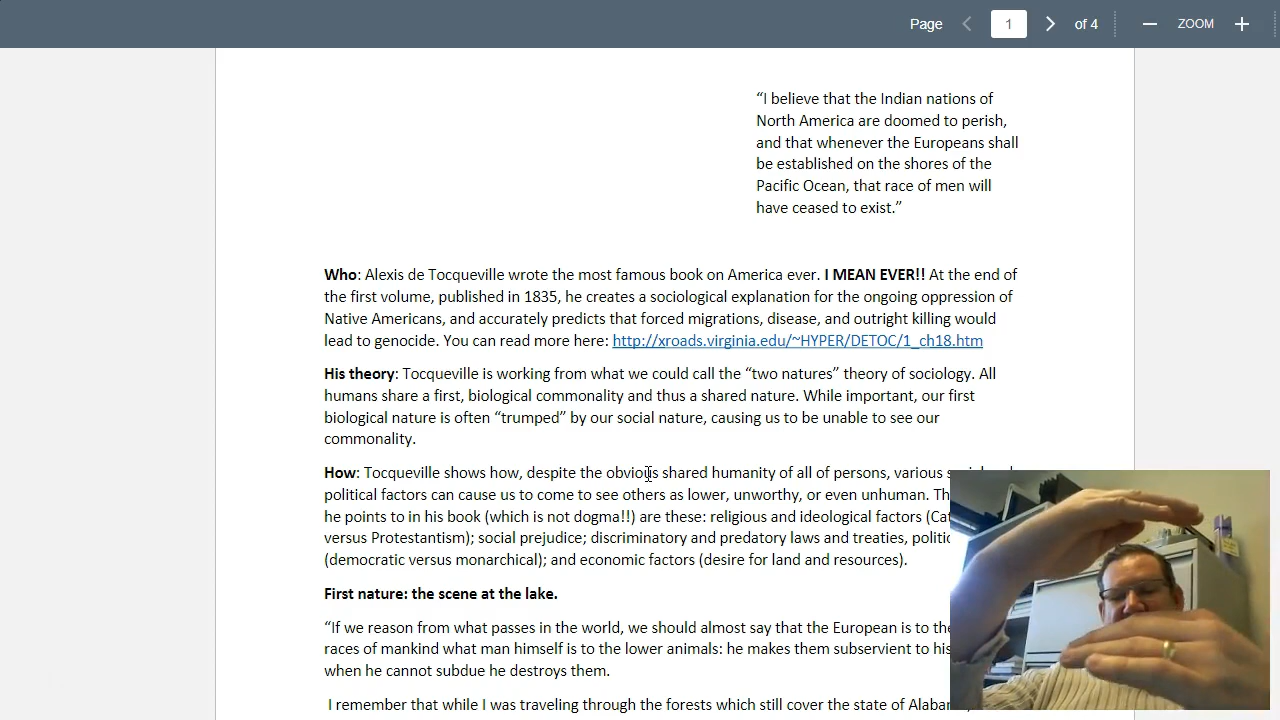 Page 1 of 4 ZOOM
“I believe that the Indian nations of
North America are doomed to perish,
and that whenever the Europeans shall
be established on the shores of the
Pacific Ocean, that race of men will
have ceased to exist.”
Who: Alexis de Tocqueville wrote the most famous book on America ever. I MEAN EVER!! At the end of
the first volume, published in 1835, he creates a sociological explanation for the ongoing oppression of
Native Americans, and accurately predicts that forced migrations, disease, and outright killing would
lead to genocide. You can read more here: http://xroads.virginia.edu/~HYPER/DETOC/1_ch18.htm
His theory: Tocqueville is working from what we could call the “two natures” theory of sociology. All
humans share a first, biological commonality and thus a shared nature. While important, our first
biological nature is often “trumped” by our social nature, causing us to be unable to see our
commonality.
How: Tocqueville shows how, despite the obvious shared humanity of all of persons, various
political factors can cause us to come to see others as lower, unworthy, or even unhuman.
he points to in his book (which is not dogma!!) are these: religious and ideological factors
versus Protestantism); social prejudice; discriminatory and predatory laws and treaties,
(democratic versus monarchical); and economic factors (desire for land and resources).
First nature: the scene at the lake.
“If we reason from what passes in the world, we should almost say that the European is to
races of mankind what man himself is to the lower animals: he makes them subservient to his
when he cannot subdue he destroys them.
I remember that while I was traveling through the forests which still cover the state of